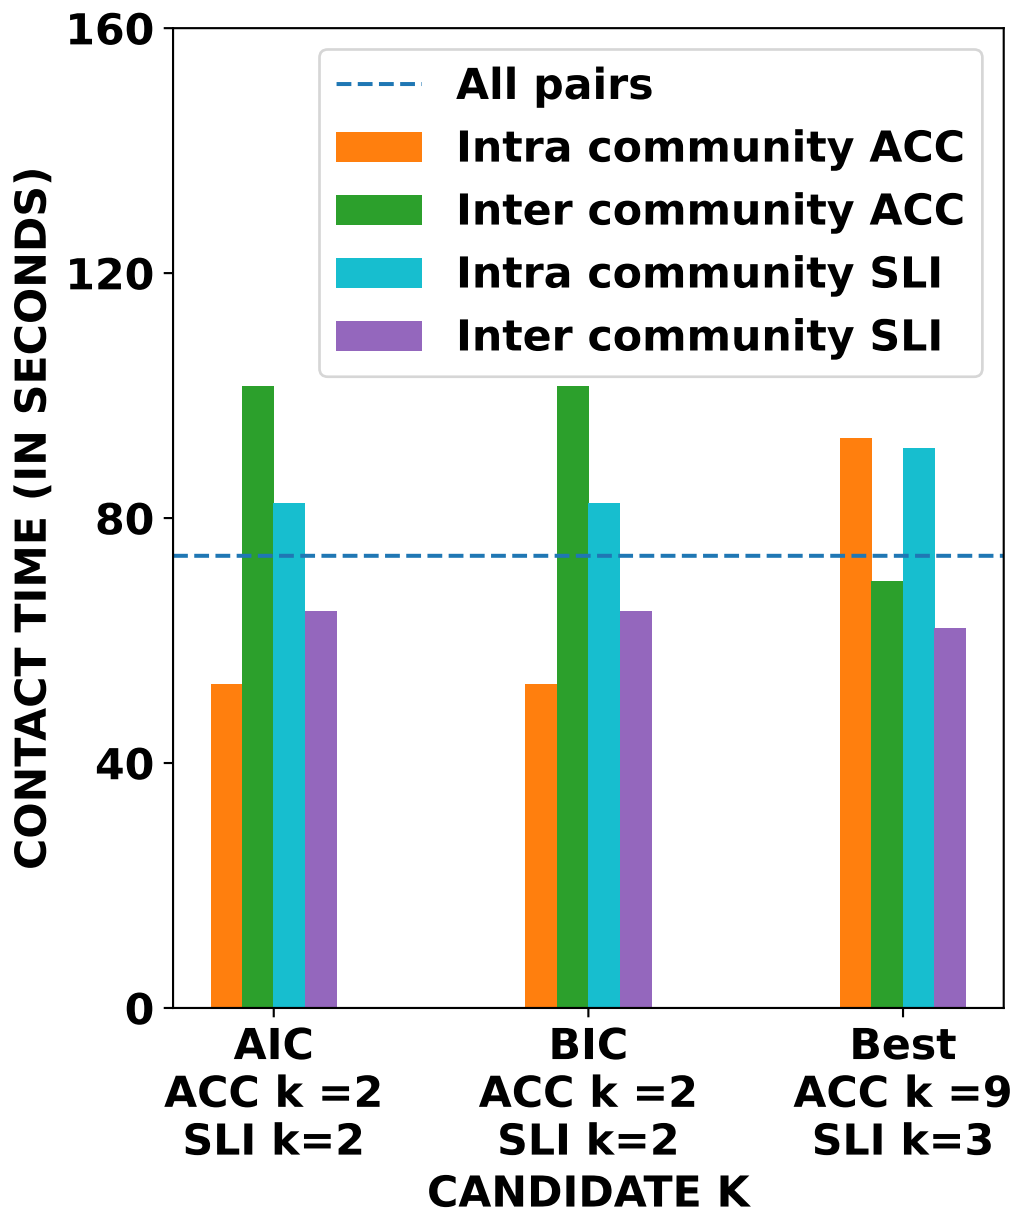 160
120
80
40
0
CONTACT TIME (IN SECONDS)
All pairs
Intra community ACC
Inter community ACC
Intra community SLI
Inter community SLI
AIC
ACC k =2
SLI k=2
BIC
ACC k =2
SLI k=2
Best
ACC k =9
SLI k=3
CANDIDATE K